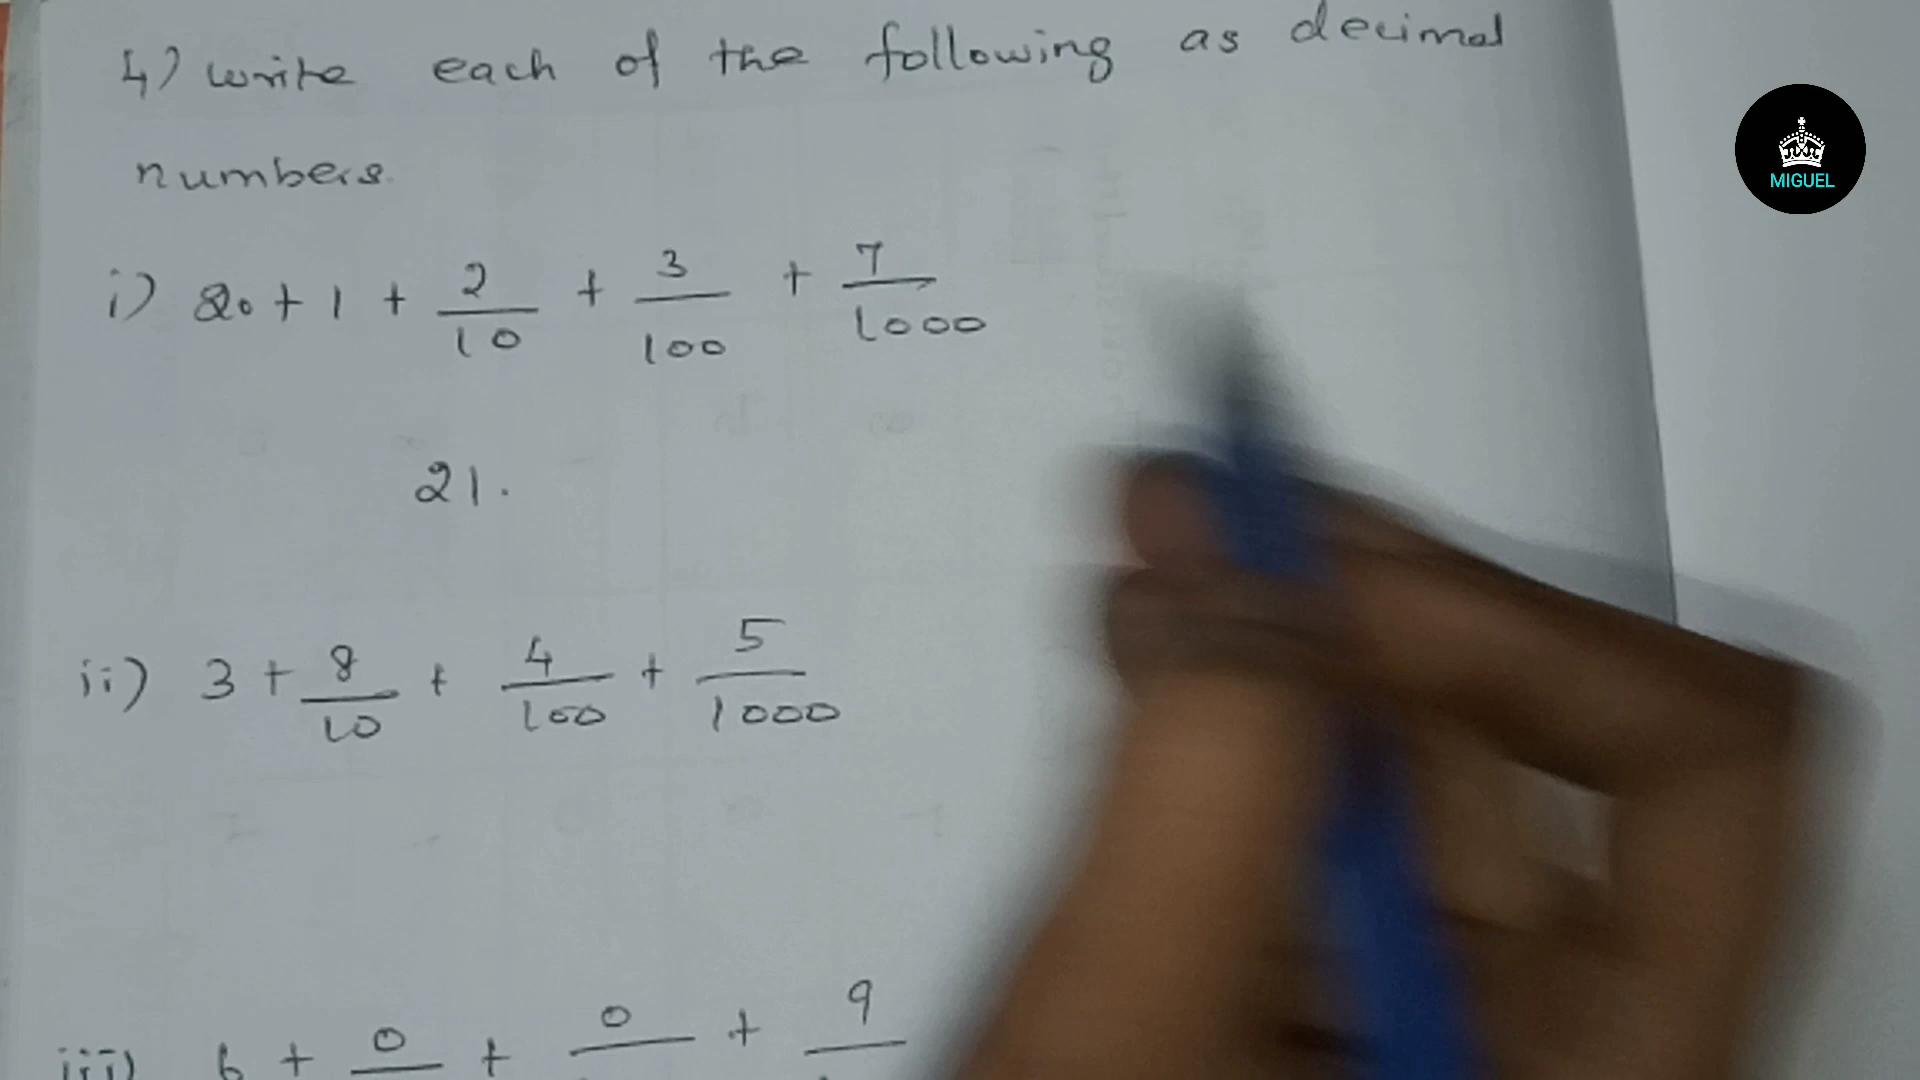 4) write each of the following as decimal
numbers.
MIGUEL
i) 20 + 1 + 2/10 + 3/100 + 7/1000
21.
ii) 3 + 8/10 + 4/100 + 5/1000
iii) 6 + 0 + 0 + 9